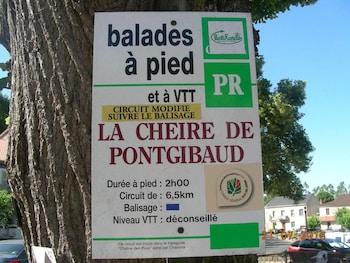 balades
à pied
PR
et à VTT
CIRCUIT MODIFIE
SUIVRE LE BALISAGE
LA CHEIRE DE
PONTGIBAUD
Durée à pied : 2h00
Circuit de : 6,5km
Balisage :
Niveau VTT : déconseillé